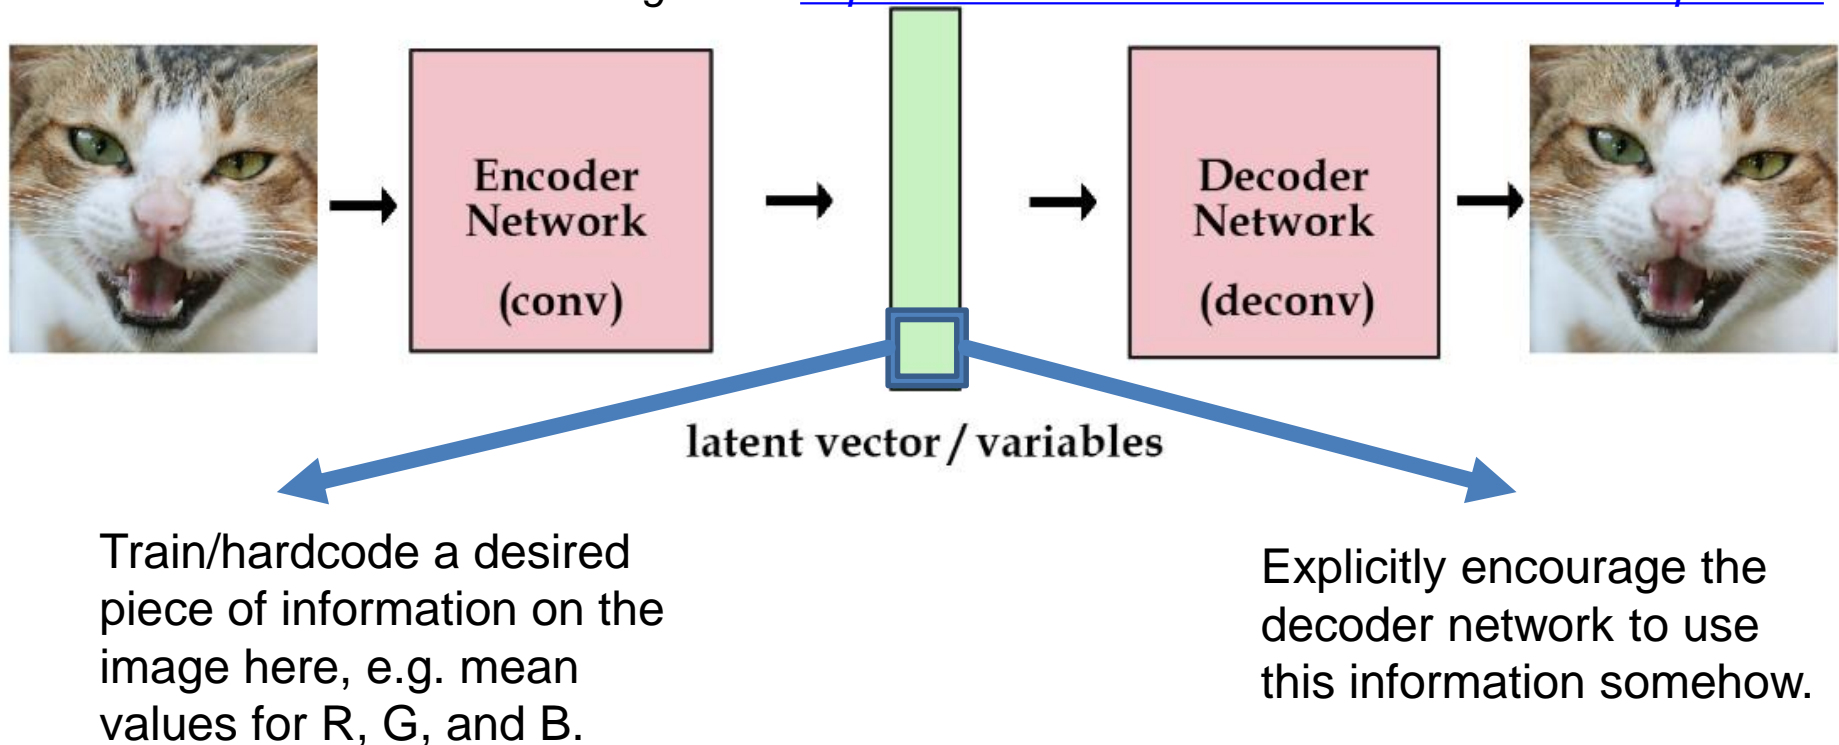 Encoder
Network
(conv)
Decoder
Network
(deconv)
latent vector / variables
Train/hardcode a desired
piece of information on the
image here, e.g. mean
values for R, G, and B.
Explicitly encourage the
decoder network to use
this information somehow.